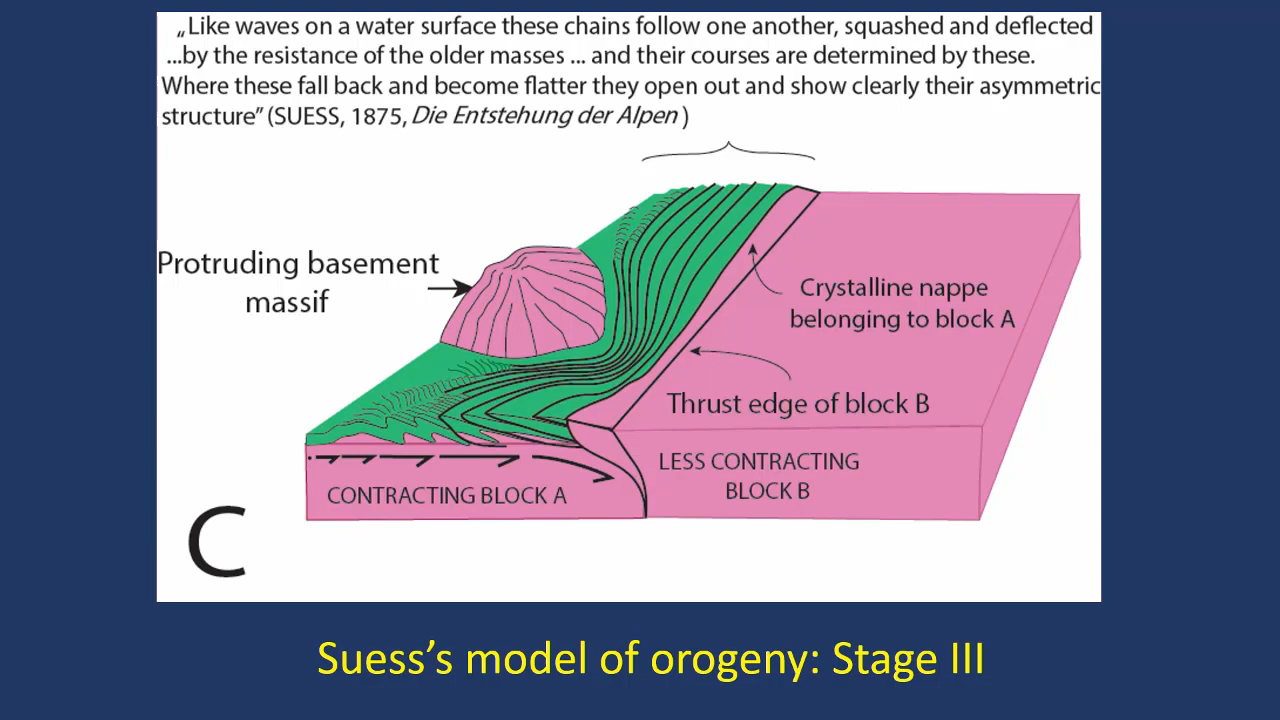 „Like waves on a water surface these chains follow one another, squashed and deflected
...by the resistance of the older masses ... and their courses are determined by these.
Where these fall back and become flatter they open out and show clearly their asymmetric
structure” (SUESS, 1875, Die Entstehung der Alpen )
Protruding basement
massif
Crystalline nappe
belonging to block A
Thrust edge of block B
LESS CONTRACTING
BLOCK B
CONTRACTING BLOCK A
C
Suess’s model of orogeny: Stage III